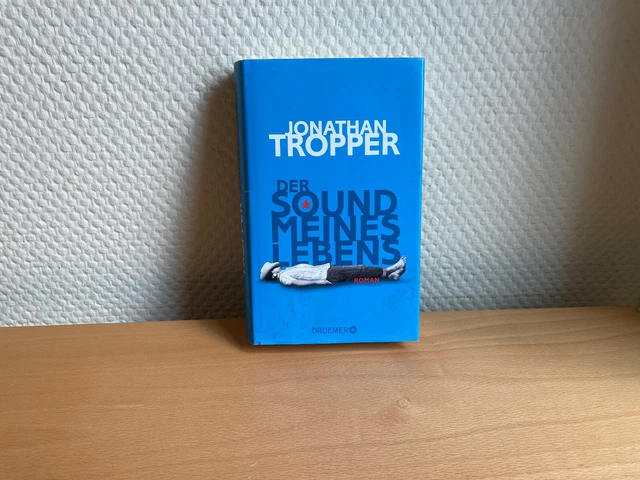 JONATHAN
TROPPER
DER
SOUND
MEINES
LEBENS
ROMAN
DROEMER